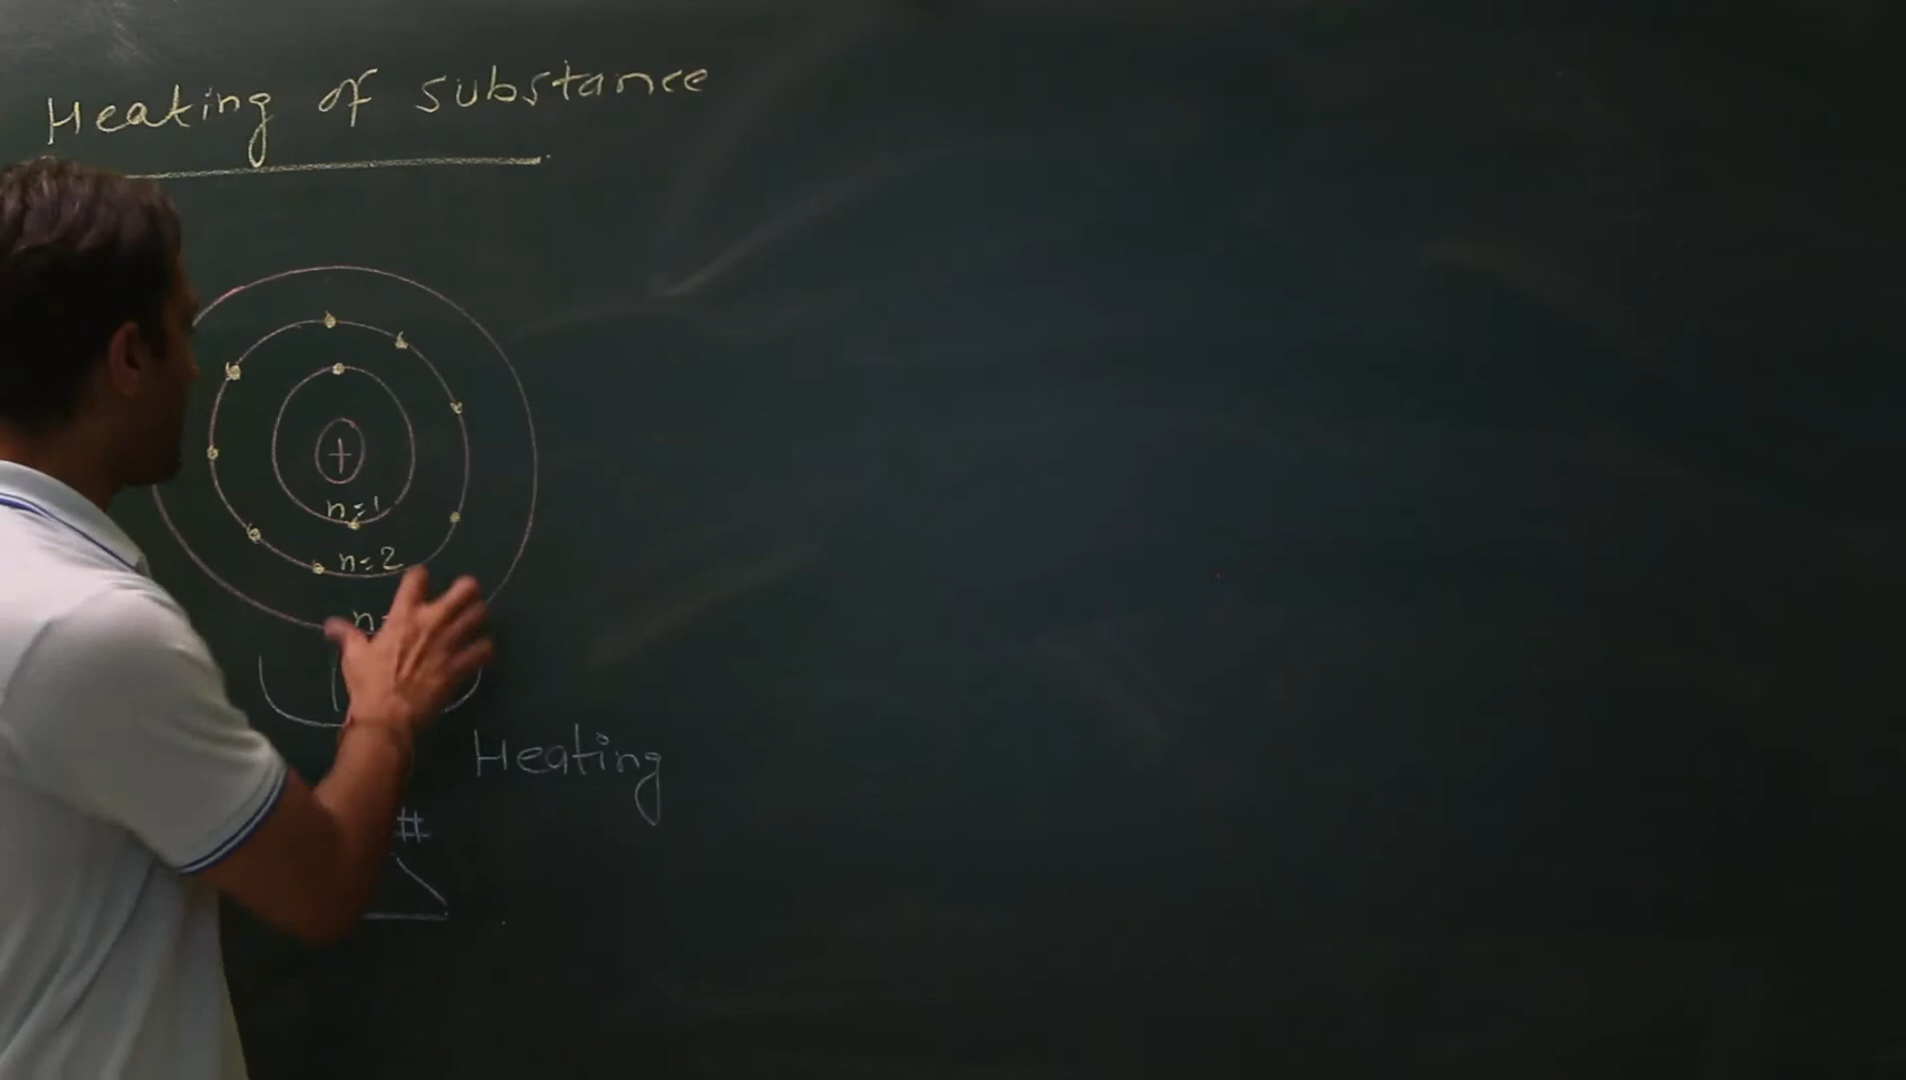 Heating of substance
+
n=1
n=2
n=
Heating
#